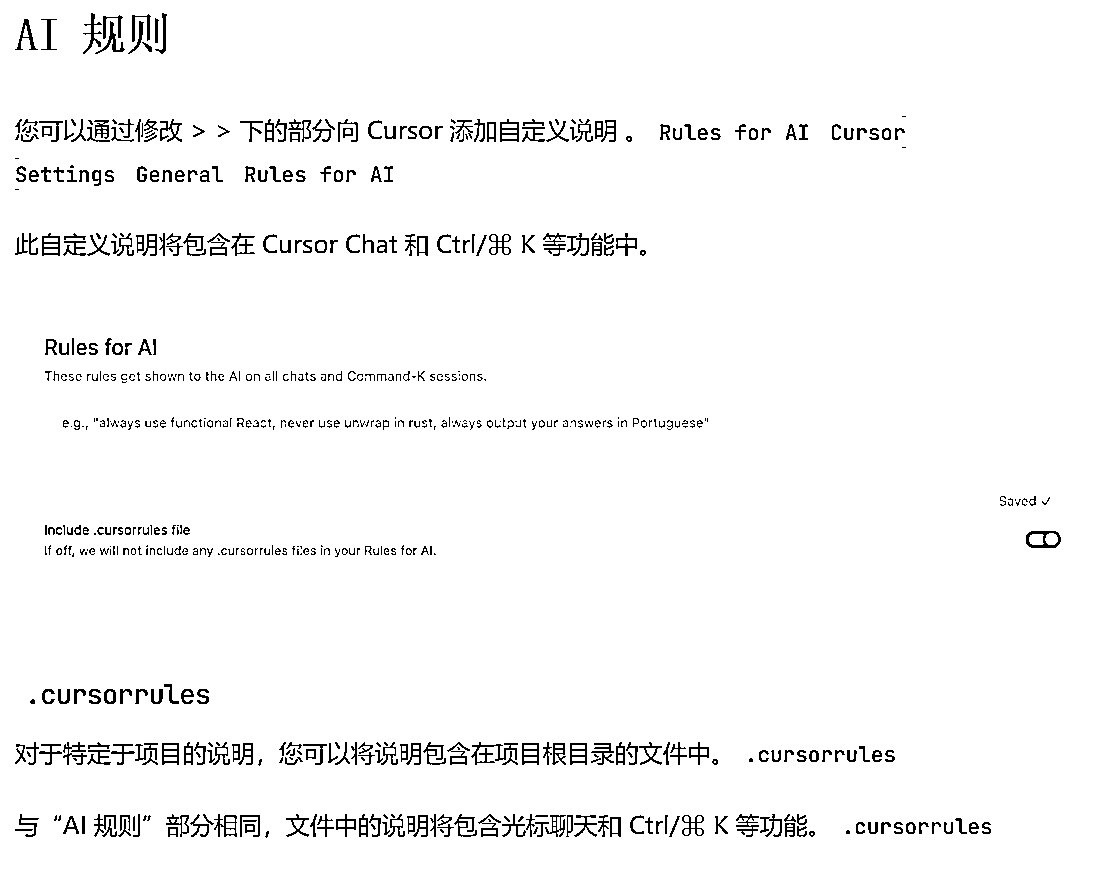 AI 规则
您可以通过修改 > > 下的部分向 Cursor 添加自定义说明 。 Rules for AI Cursor
Settings General Rules for AI
此自定义说明将包含在 Cursor Chat 和 Ctrl/⌘ K 等功能中。
Rules for AI
These rules get shown to the AI on all chats and Command-K sessions.
e.g., "always use functional React, never use unwrap in rust, always output your answers in Portuguese"
Saved ✓
Include .cursorrules file
If off, we will not include any .cursorrules files in your Rules for AI.
.cursorrules
对于特定于项目的说明，您可以将说明包含在项目根目录的文件中。 .cursorrules
与“AI 规则”部分相同，文件中的说明将包含光标聊天和 Ctrl/⌘ K 等功能。 .cursorrules